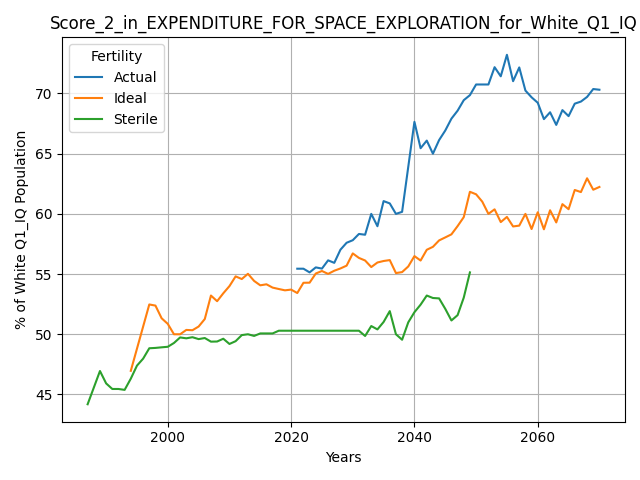 Score_2_in_EXPENDITURE_FOR_SPACE_EXPLORATION_for_White_Q1_IQ
Fertility
Actual
Ideal
Sterile
% of White Q1_IQ Population
70
65
60
55
50
45
2000 2020 2040 2060
Years